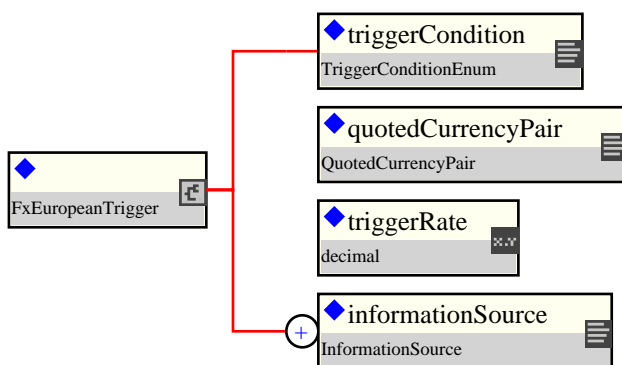 triggerCondition
TriggerConditionEnum
quotedCurrencyPair
QuotedCurrencyPair
FxEuropeanTrigger
triggerRate
x.y
decimal
+
informationSource
InformationSource